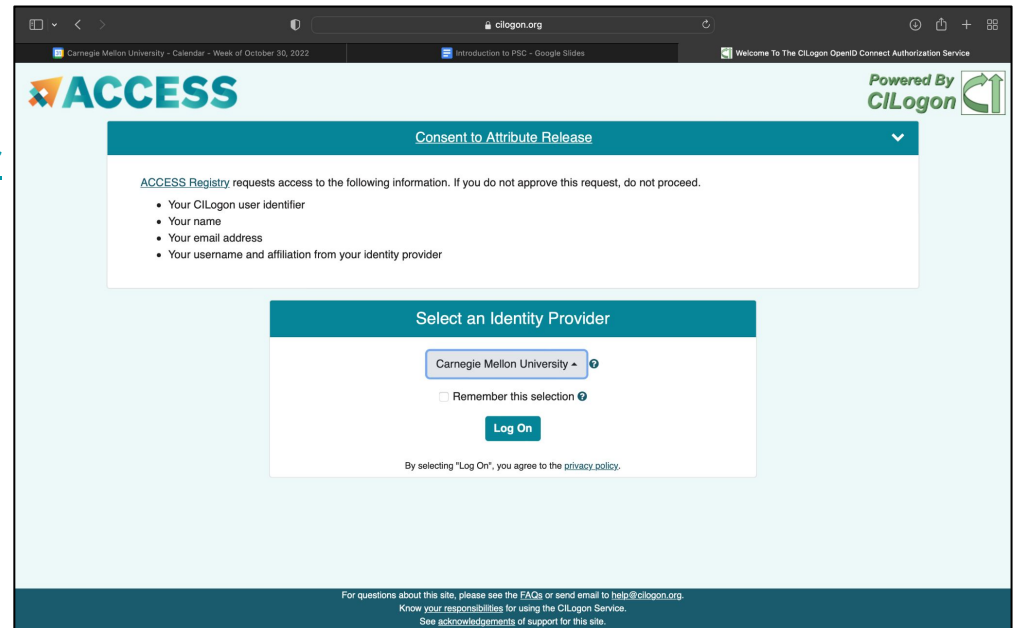 cilogon.org
Carnegie Mellon University - Calendar - Week of October 30, 2022
Introduction to PSC - Google Slides
Welcome To The CILogon OpenID Connect Authorization Service
ACCESS
Powered By
CILogon
Consent to Attribute Release
ACCESS Registry requests access to the following information. If you do not approve this request, do not proceed.
• Your CILogon user identifier
• Your name
• Your email address
• Your username and affiliation from your identity provider
Select an Identity Provider
Carnegie Mellon University
Remember this selection
Log On
By selecting "Log On", you agree to the privacy policy.
For questions about this site, please see the FAQs or send email to help@cilogon.org.
Know your responsibilities for using the CILogon Service.
See acknowledgements of support for this site.